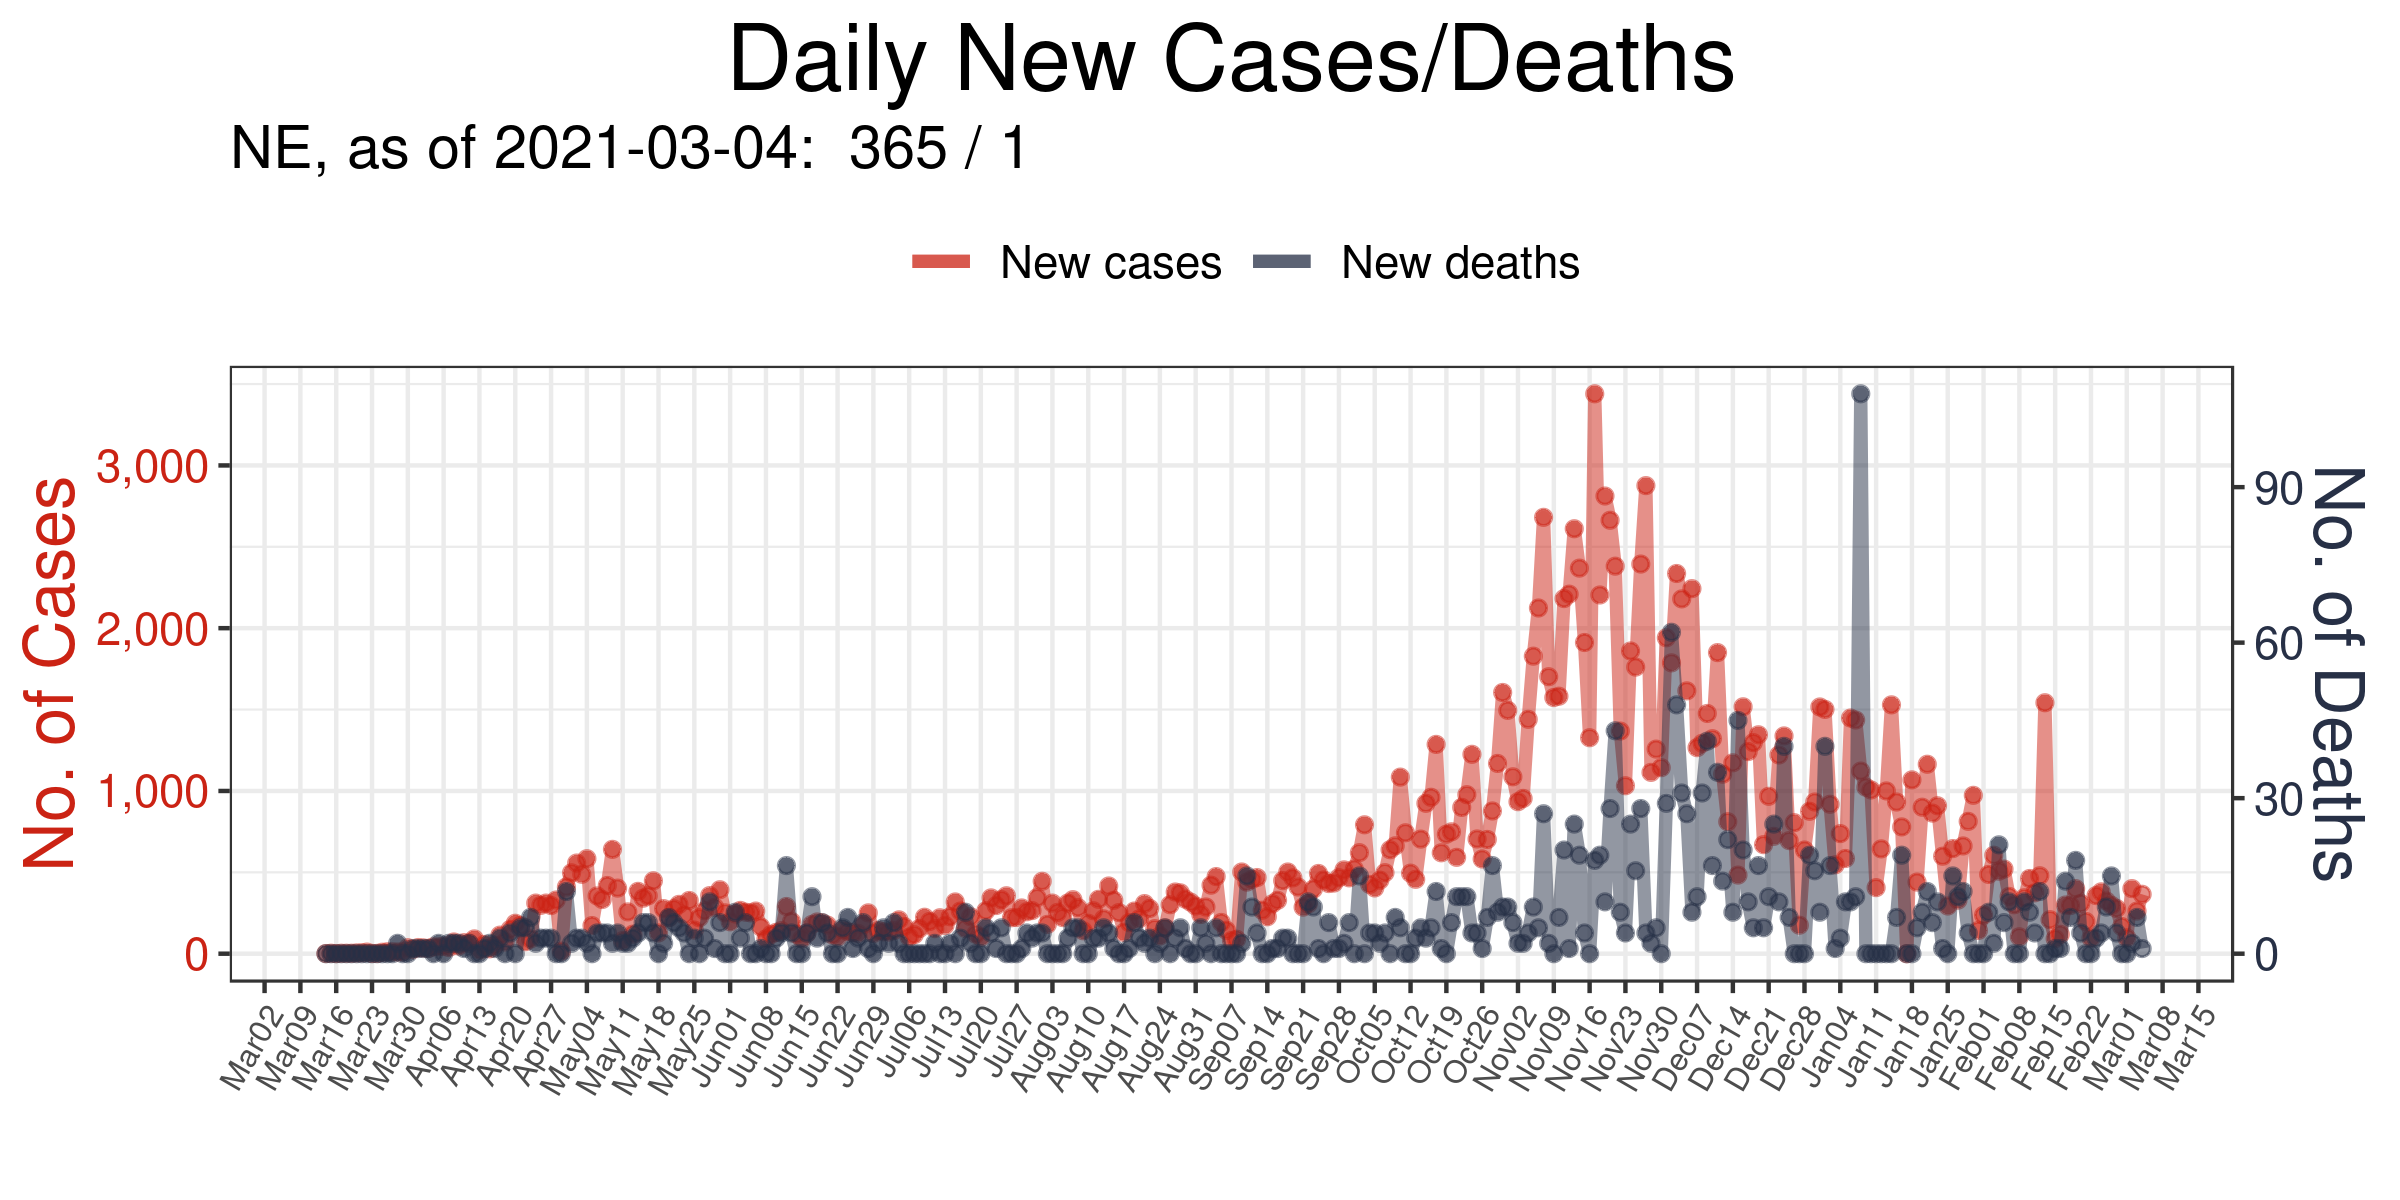 Daily New Cases/Deaths
NE, as of 2021-03-04:  365 / 1
New cases
New deaths
No. of Cases
3,000
2,000
1,000
0
90
60
30
0
No. of Deaths
Mar02
Mar09
Mar16
Mar23
Mar30
Apr06
Apr13
Apr20
Apr27
May04
May11
May18
May25
Jun01
Jun08
Jun15
Jun22
Jun29
Jul06
Jul13
Jul20
Jul27
Aug03
Aug10
Aug17
Aug24
Aug31
Sep07
Sep14
Sep21
Sep28
Oct05
Oct12
Oct19
Oct26
Nov02
Nov09
Nov16
Nov23
Nov30
Dec07
Dec14
Dec21
Dec28
Jan04
Jan11
Jan18
Jan25
Feb01
Feb08
Feb15
Feb22
Mar01
Mar08
Mar15